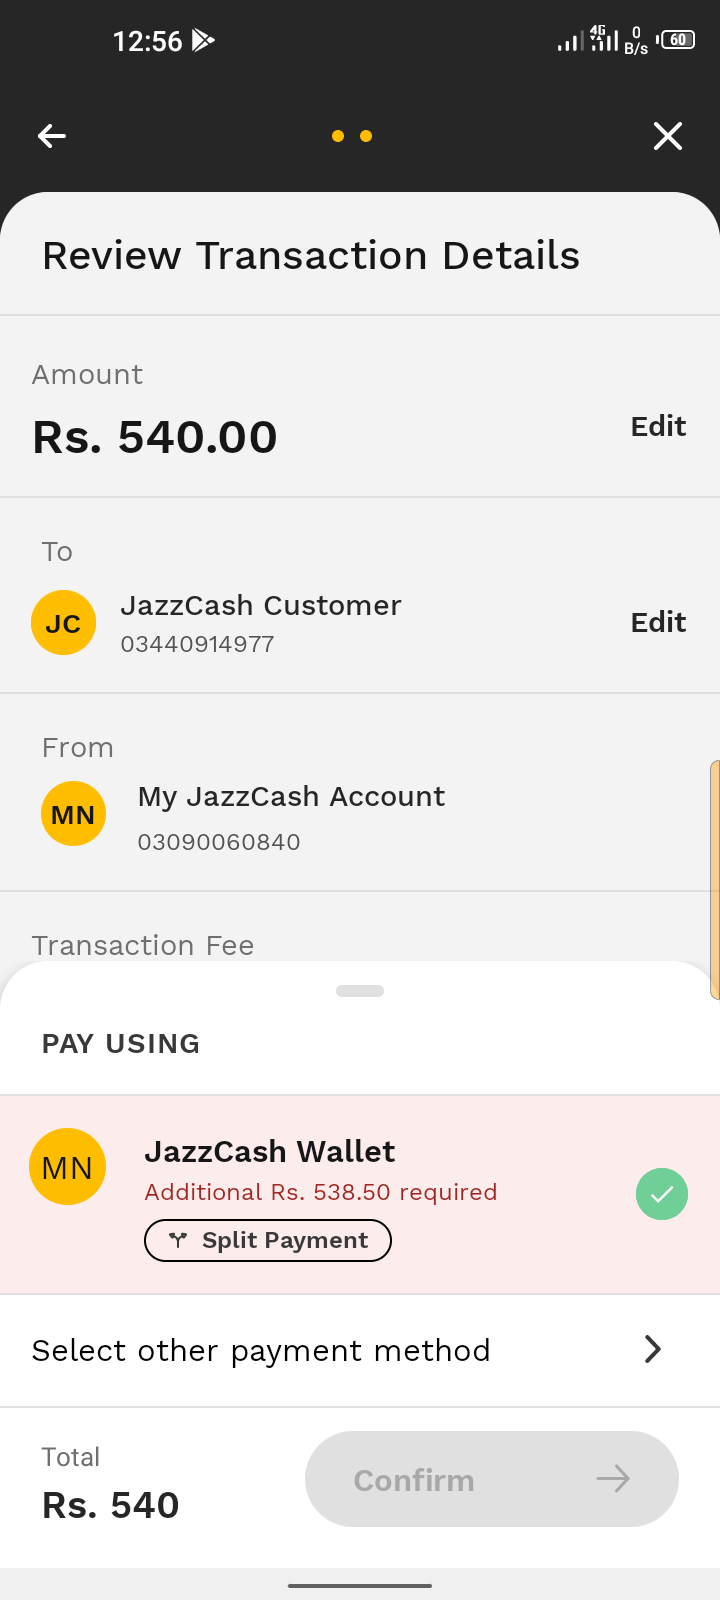 12:56
4G
0
B/s
60
Review Transaction Details
Amount
Rs. 540.00
Edit
To
JC
JazzCash Customer
03440914977
Edit
From
MN
My JazzCash Account
03090060840
Transaction Fee
PAY USING
MN
JazzCash Wallet
Additional Rs. 538.50 required
Split Payment
Select other payment method
Total
Rs. 540
Confirm